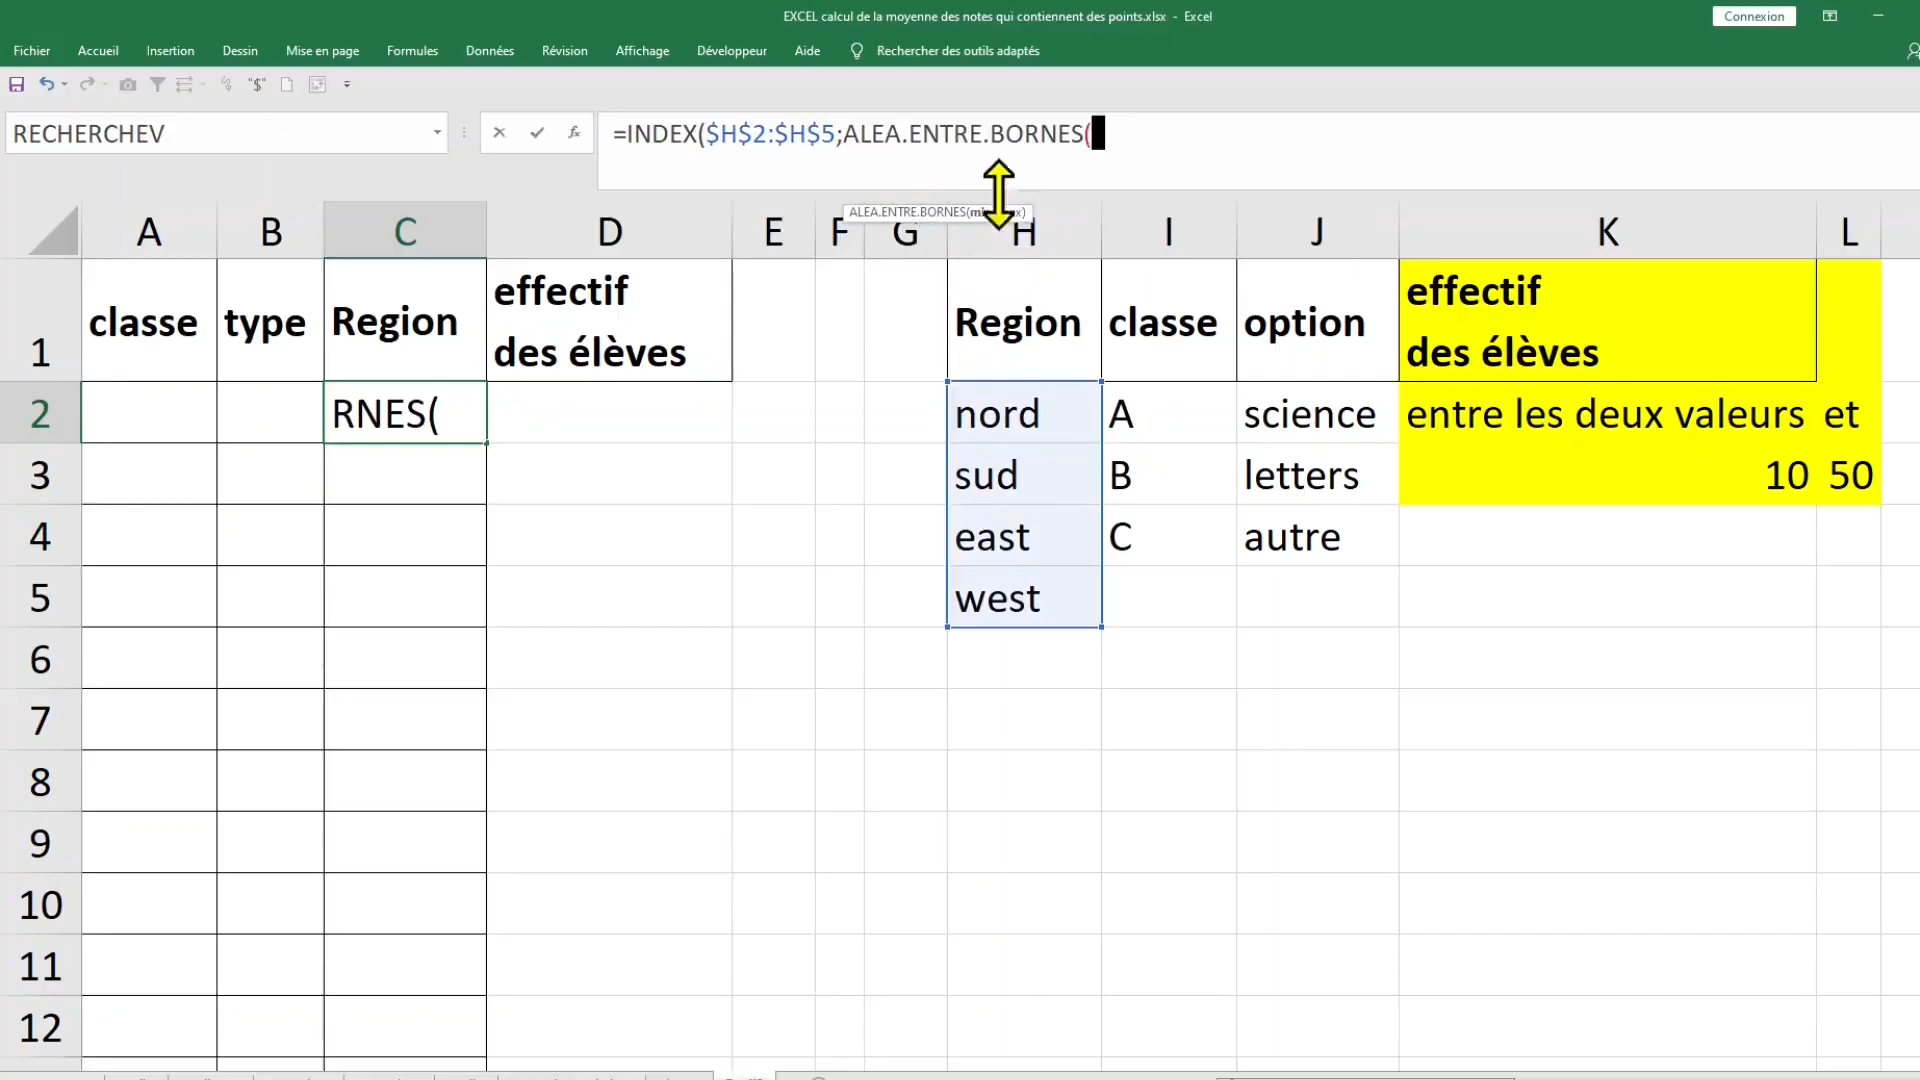 EXCEL calcul de la moyenne des notes qui contiennent des points.xlsx - Excel
Connexion
Fichier Accueil Insertion Dessin Mise en page Formules Données Révision Affichage Développeur Aide Rechercher des outils adaptés
"$"
RECHERCHEV
fx
=INDEX($H$2:$H$5;ALEA.ENTRE.BORNES(
ALEA.ENTRE.BORNES(
A B C D E F G H I J K L
1 classe type Region effectif des élèves Region classe option effectif des élèves
2 RNES( nord A science entre les deux valeurs et
3 sud B letters 10 50
4 east C autre
5 west
6
7
8
9
10
11
12